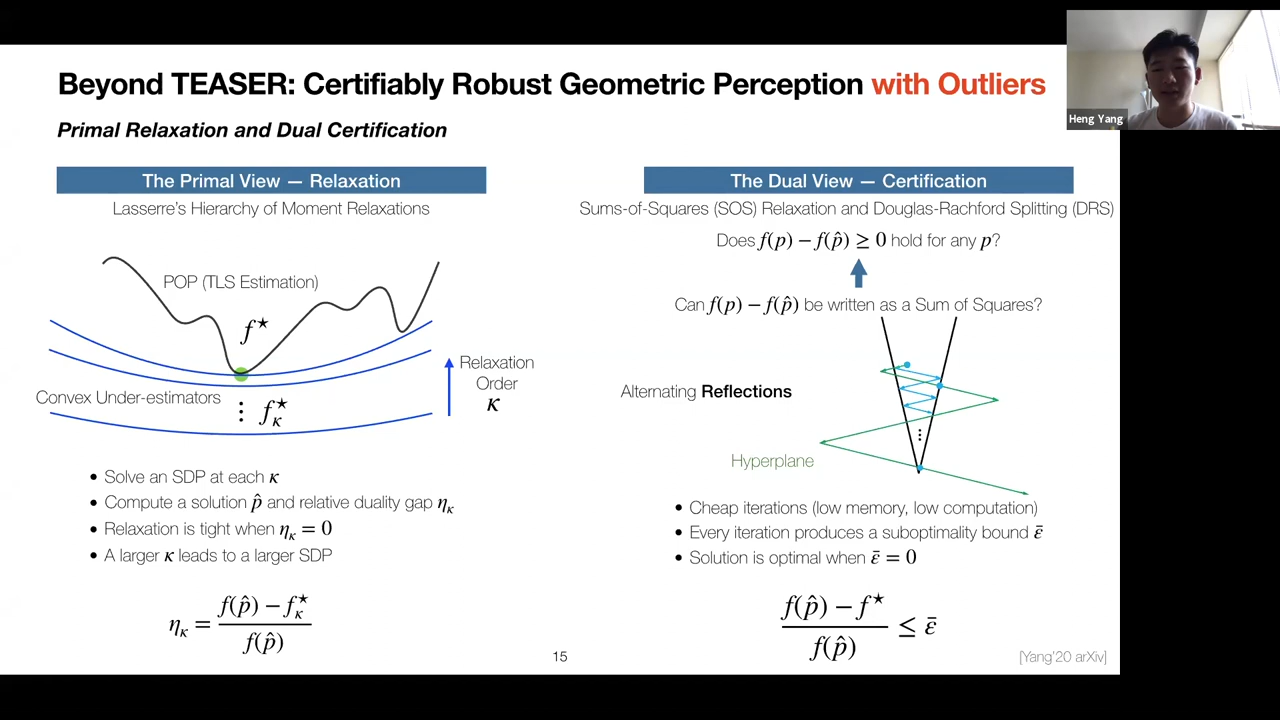 Beyond TEASER: Certifiably Robust Geometric Perception with Outliers
Primal Relaxation and Dual Certification
Heng Yang
The Primal View — Relaxation
Lasserre's Hierarchy of Moment Relaxations
POP (TLS Estimation)
f★
Relaxation
Order
κ
Convex Under-estimators
⋮ f★κ
• Solve an SDP at each κ
• Compute a solution p̂ and relative duality gap ηκ
• Relaxation is tight when ηκ = 0
• A larger κ leads to a larger SDP
ηκ = (f(p̂) − f★κ) / f(p̂)
The Dual View — Certification
Sums-of-Squares (SOS) Relaxation and Douglas-Rachford Splitting (DRS)
Does f(p) − f(p̂) ≥ 0 hold for any p?
Can f(p) − f(p̂) be written as a Sum of Squares?
Alternating Reflections
⋮
Hyperplane
• Cheap iterations (low memory, low computation)
• Every iteration produces a suboptimality bound ε̄
• Solution is optimal when ε̄ = 0
(f(p̂) − f★) / f(p̂) ≤ ε̄
15
[Yang'20 arXiv]